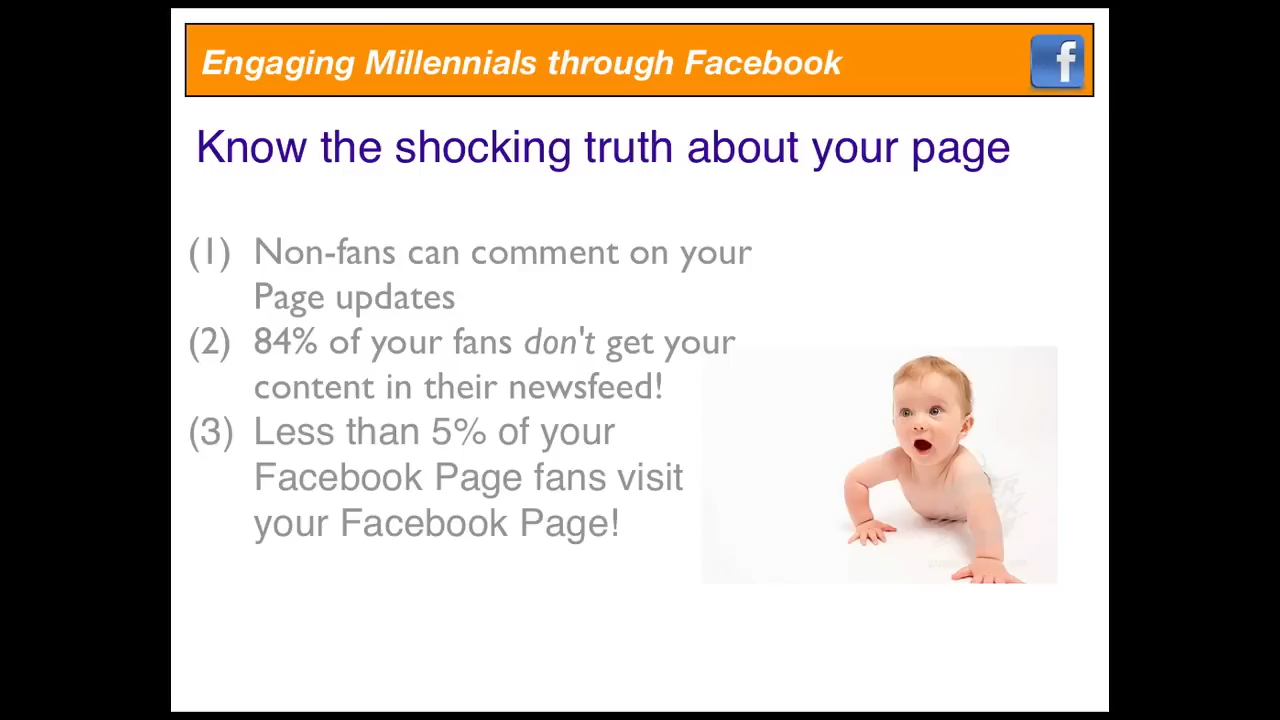 Engaging Millennials through Facebook
f
Know the shocking truth about your page
(1) Non-fans can comment on your
Page updates
(2) 84% of your fans don't get your
content in their newsfeed!
(3) Less than 5% of your
Facebook Page fans visit
your Facebook Page!